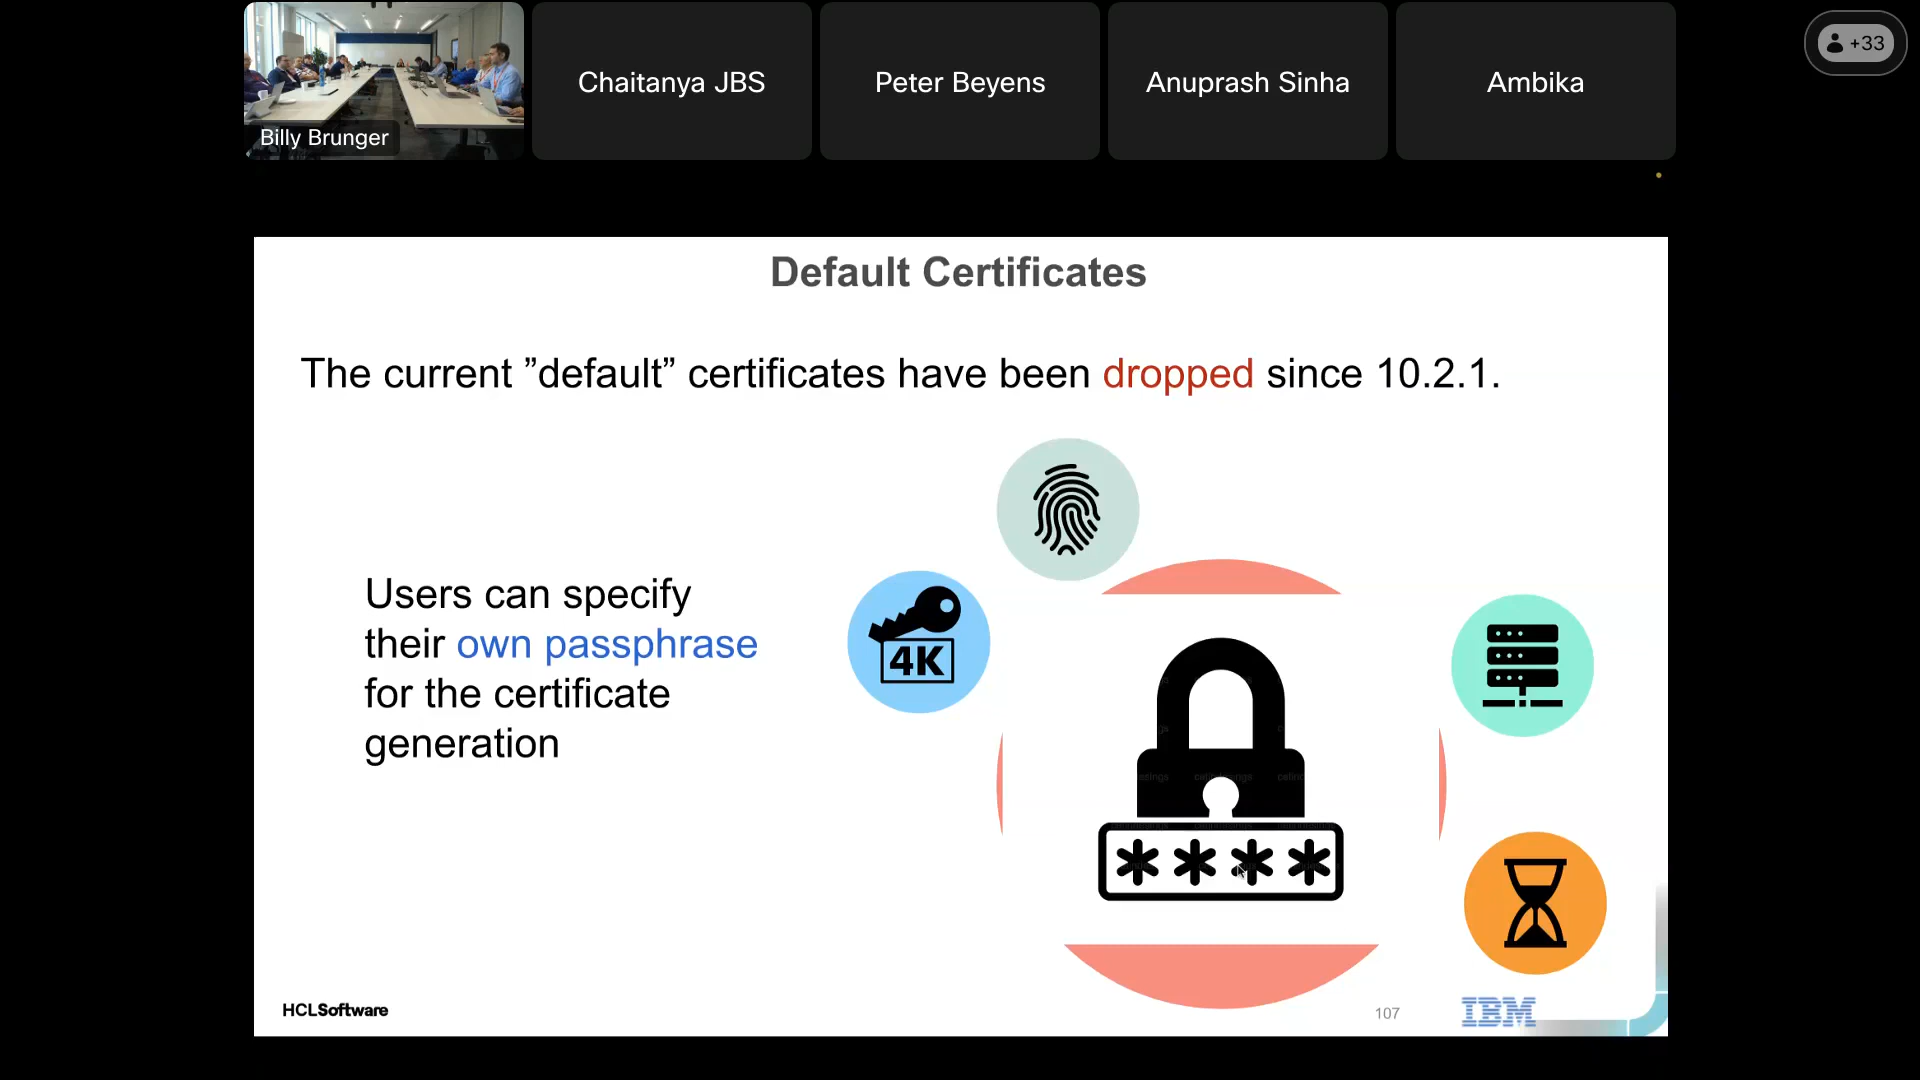 Billy Brunger
Chaitanya JBS
Peter Beyens
Anuprash Sinha
Ambika
+33
Default Certificates
The current ”default” certificates have been dropped since 10.2.1.
Users can specify
their own passphrase
for the certificate
generation
4K
****
HCLSoftware
107
IBM